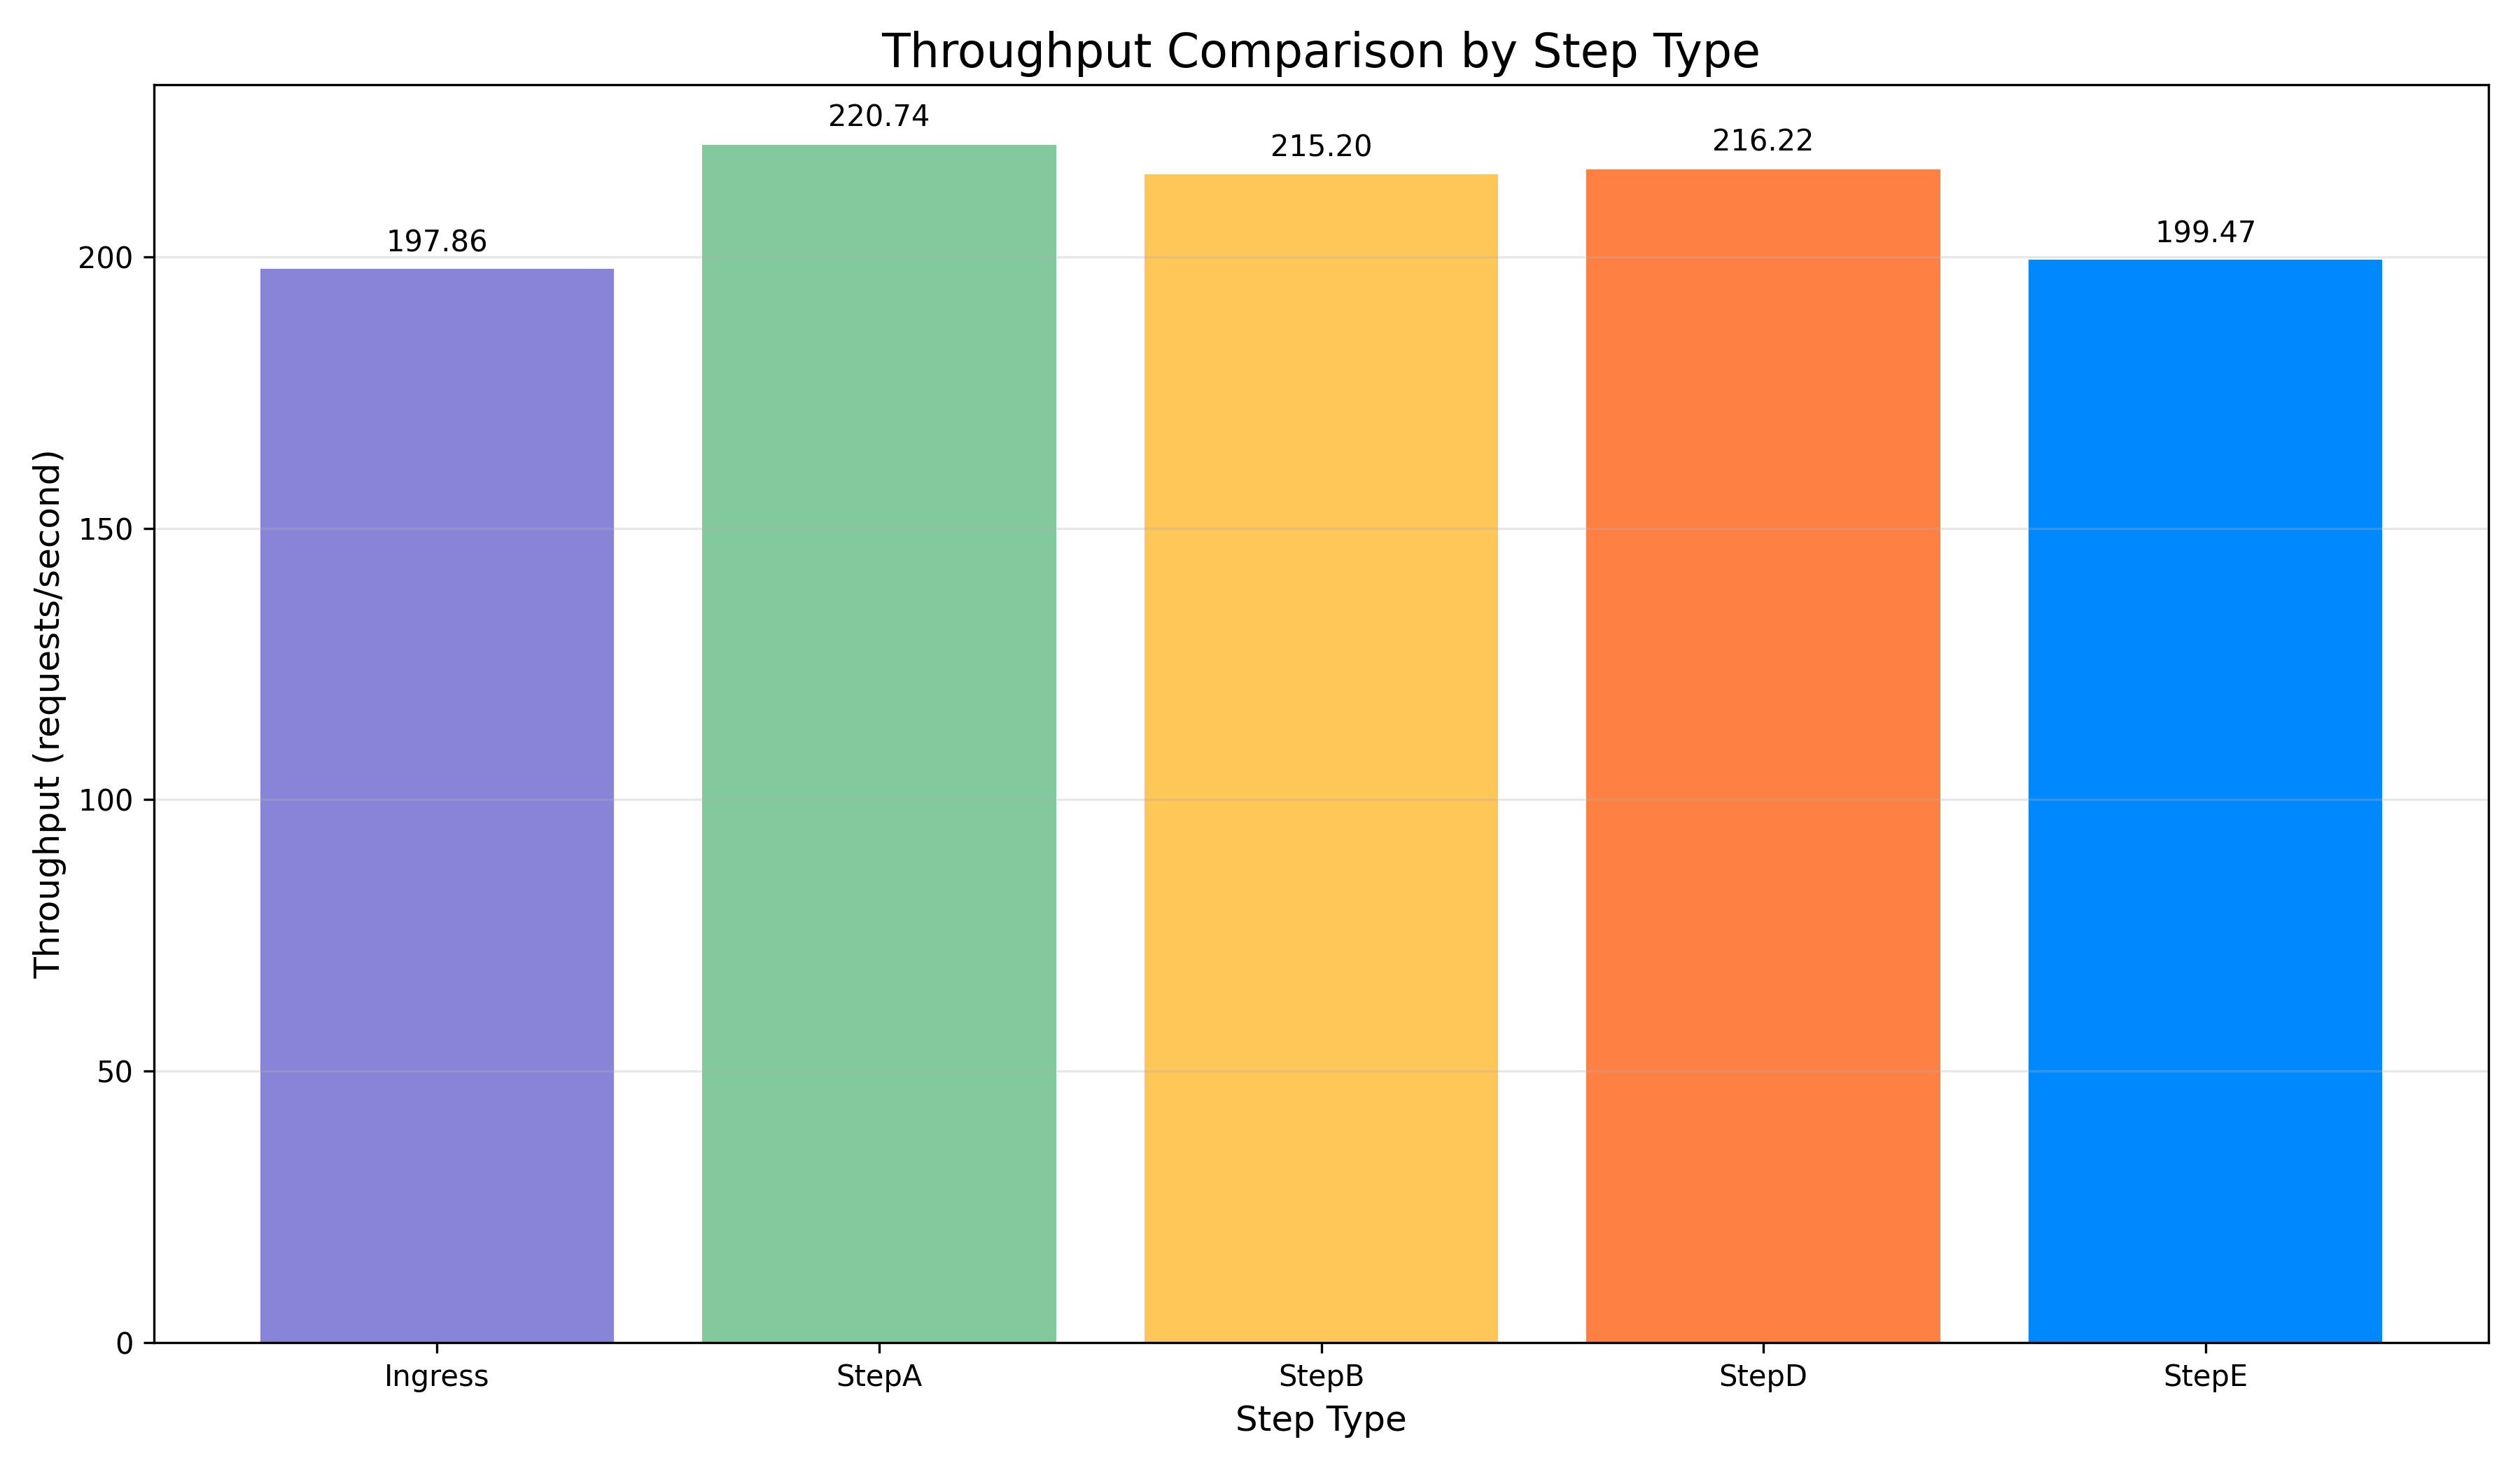 Throughput Comparison by Step Type
Throughput (requests/second)
200
150
100
50
0
197.86
220.74
215.20
216.22
199.47
Ingress
StepA
StepB
StepD
StepE
Step Type